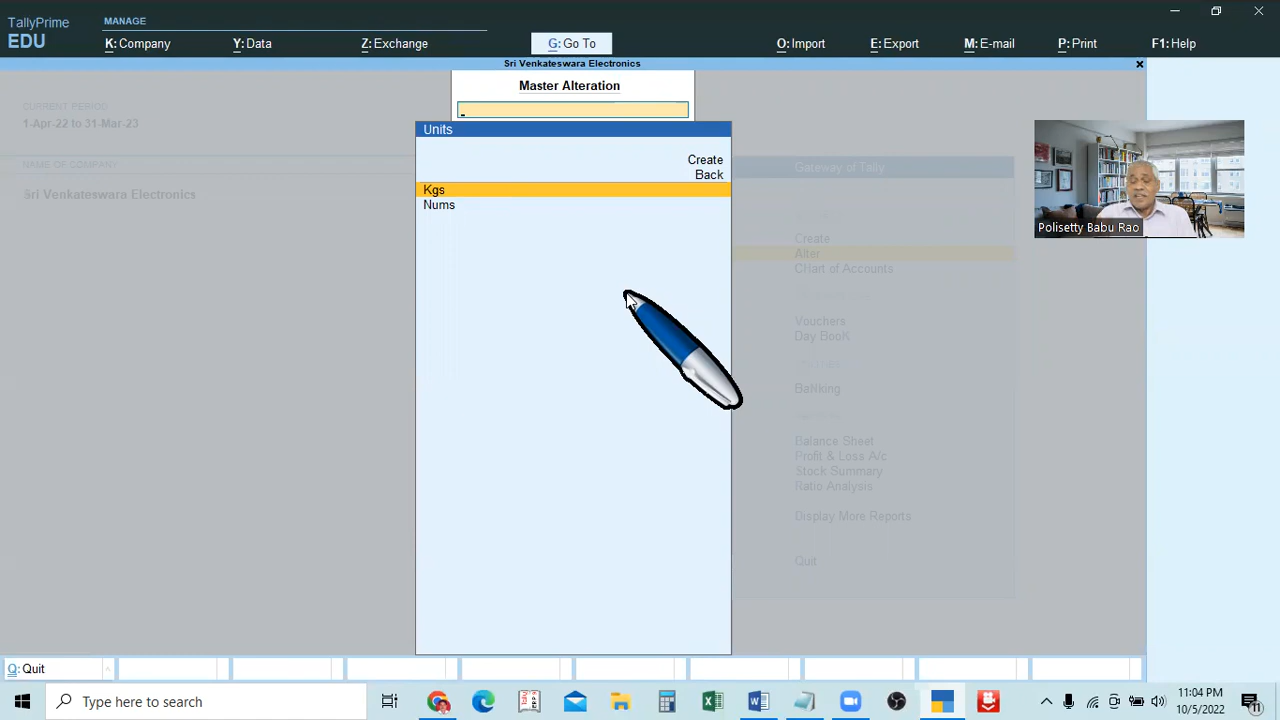 TallyPrime
EDU
MANAGE
K: Company
Y: Data
Z: Exchange
G: Go To
O: Import
E: Export
M: E-mail
P: Print
F1: Help
Sri Venkateswara Electronics
Master Alteration
CURRENT PERIOD
1-Apr-22 to 31-Mar-23
NAME OF COMPANY
Sri Venkateswara Electronics
Units
Create
Back
Kgs
Nums
Gateway of Tally
Create
Alter
CHart of Accounts
Vouchers
Day BooK
BaNking
Balance Sheet
Profit & Loss A/c
Stock Summary
Ratio Analysis
Display More Reports
Quit
Polisetty Babu Rao
Q: Quit
Type here to search
11:04 PM
10/5/2022
11